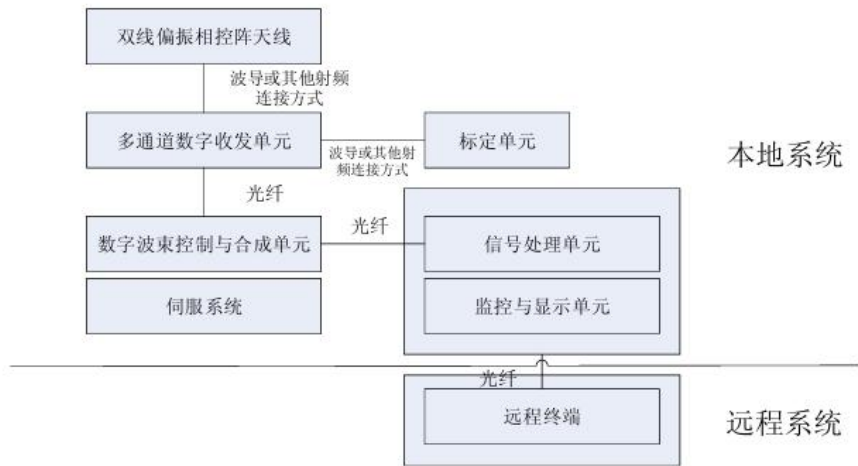 双线偏振相控阵天线
波导或其他射频
连接方式
多通道数字收发单元
波导或其他射
频连接方式
标定单元
本地系统
光纤
数字波束控制与合成单元
光纤
信号处理单元
伺服系统
监控与显示单元
光纤
远程终端
远程系统